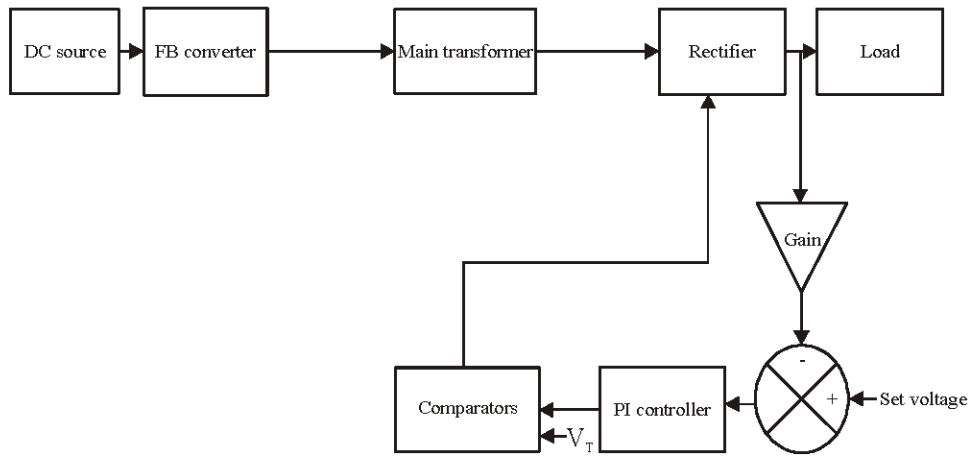 DC source
FB converter
Main transformer
Rectifier
Load
Gain
-
+
Set voltage
Comparators
PI controller
V_T